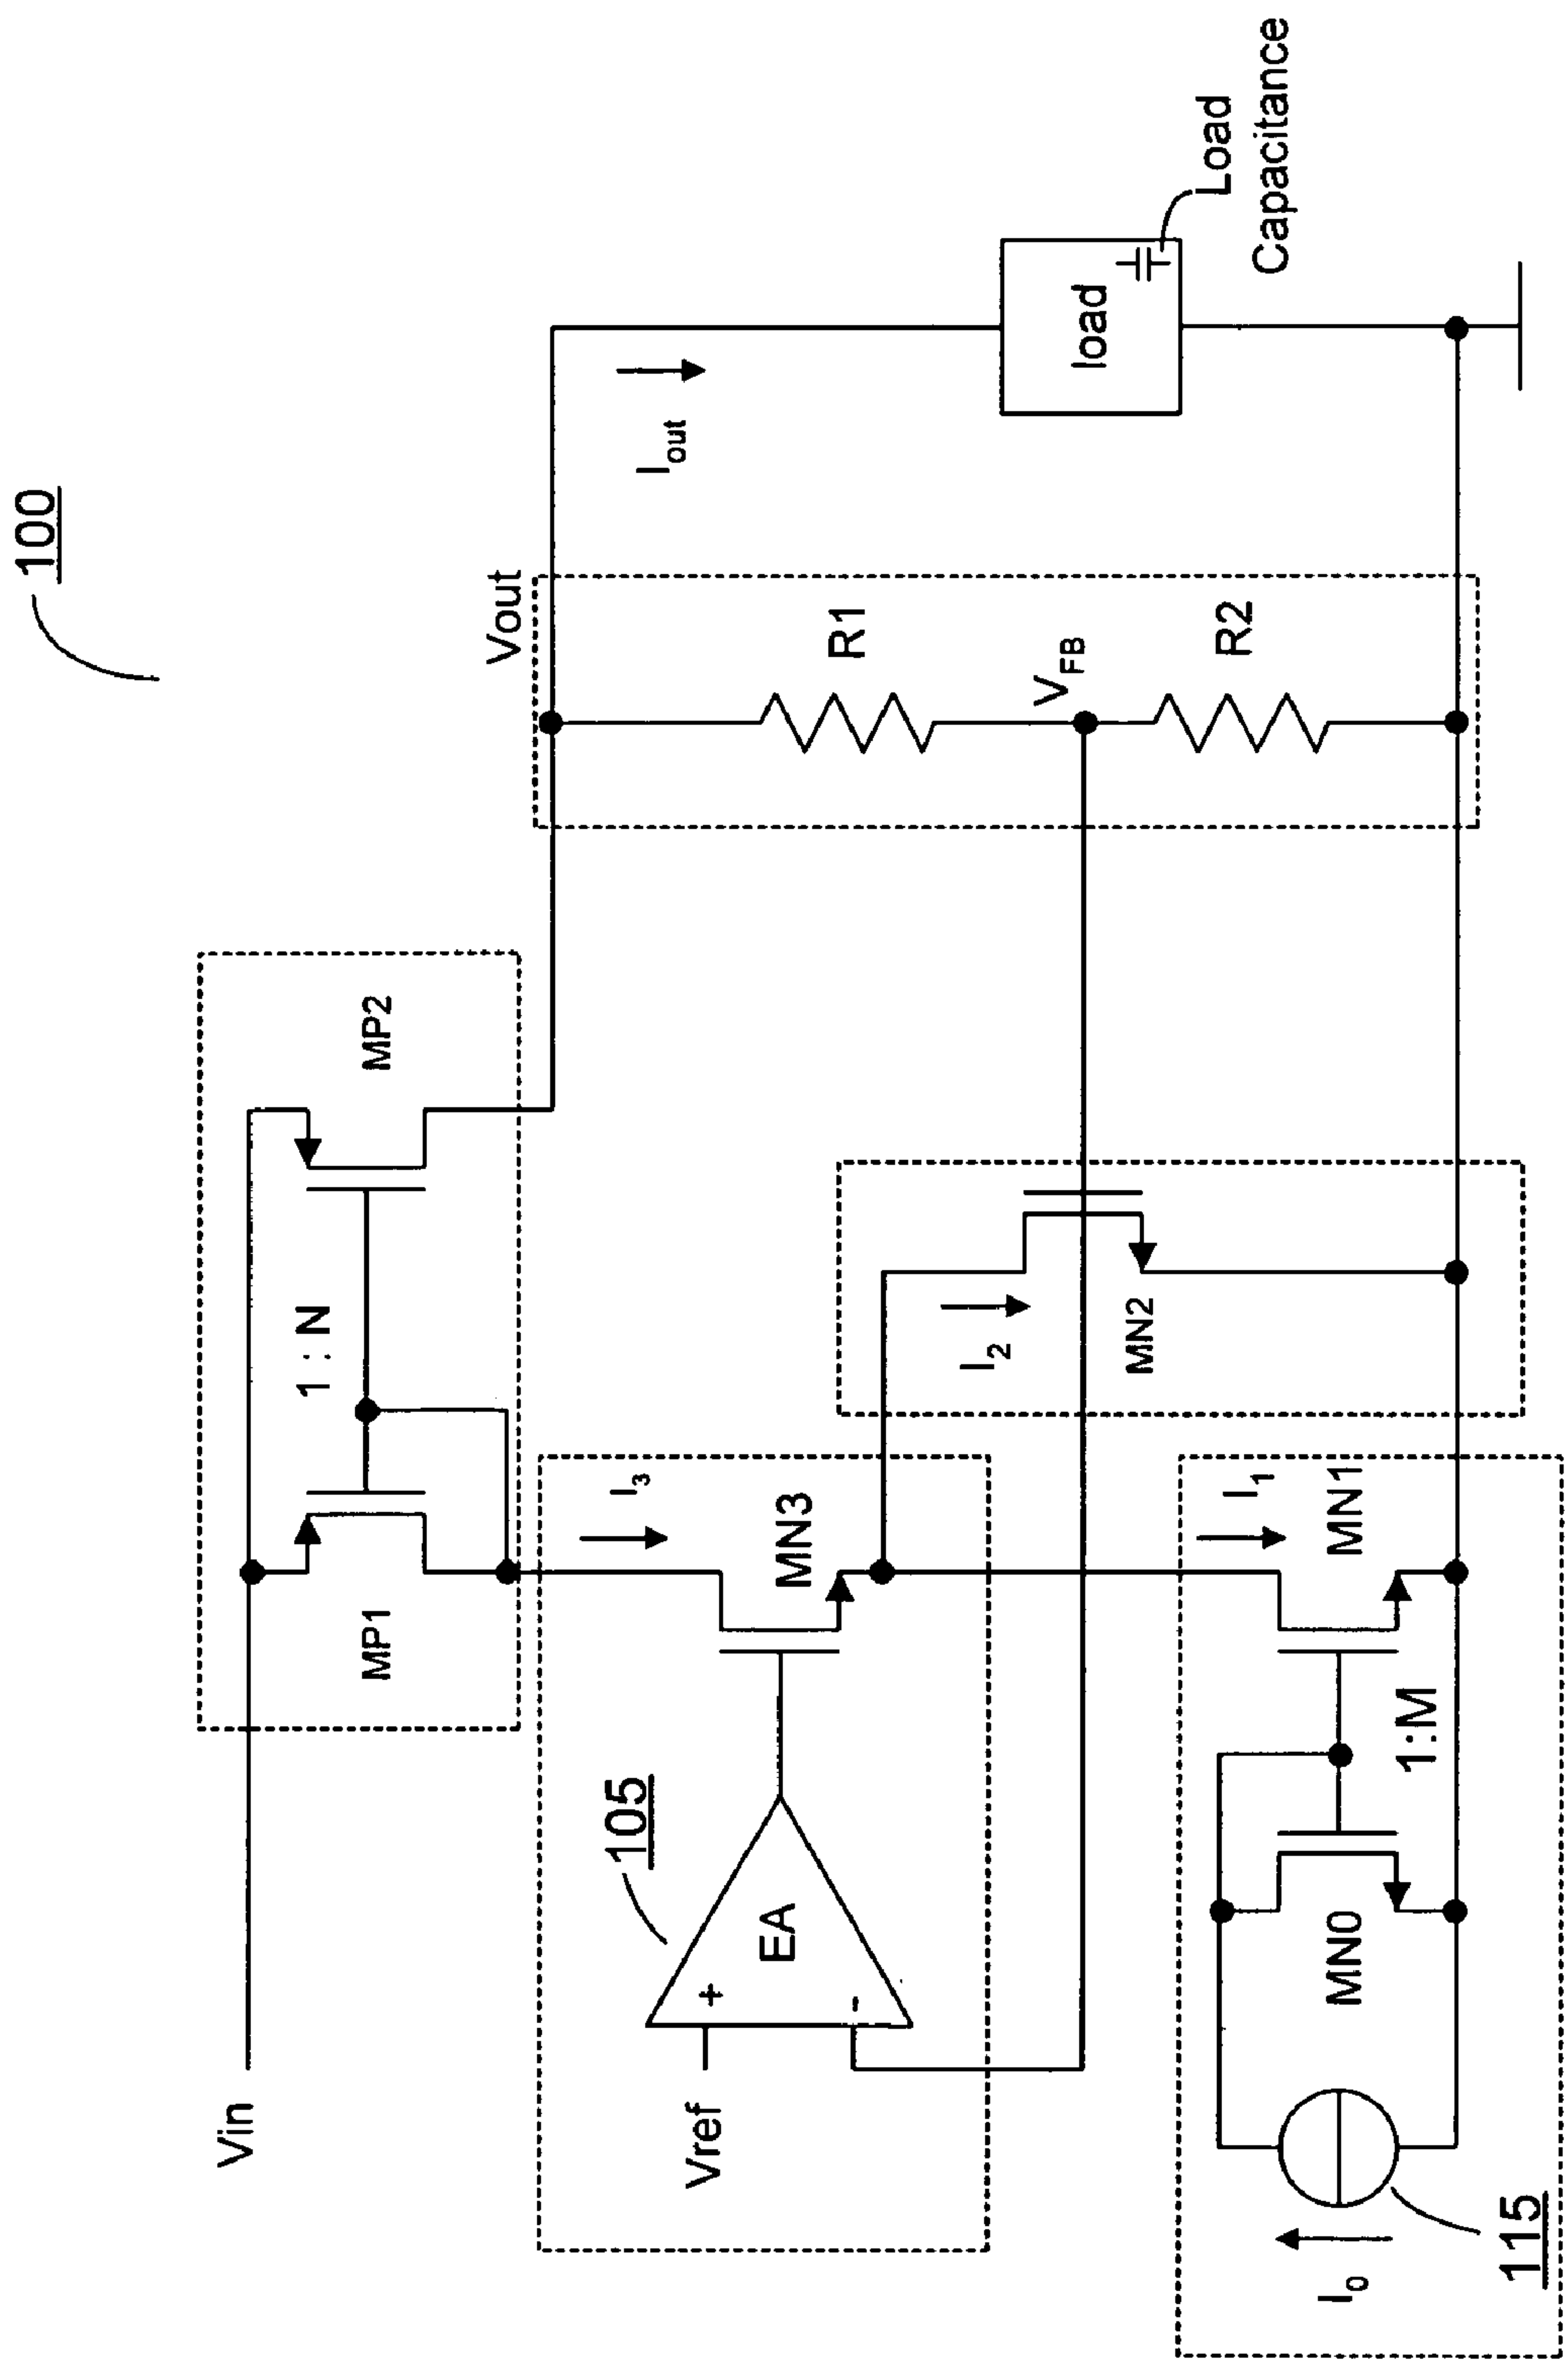 100
Vin
MP1
1 : N
MP2
Vout
I3
105
EA
+
-
Vref
MN3
I2
MN2
VFB
R1
R2
Iout
load
Load
Capacitance
I0
115
MN0
1:M
MN1
I1